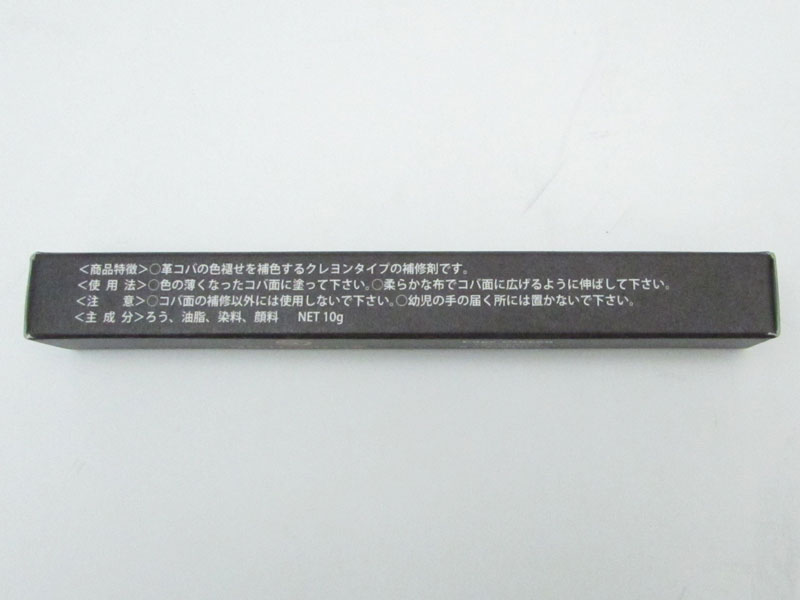 <商品特徴>○革コバの色褪せを補色するクレヨンタイプの補修剤です。
<使 用 法>○色の薄くなったコバ面に塗って下さい。○柔らかな布でコバ面に広げるように伸ばして下さい。
<注　　意>○コバ面の補修以外には使用しないで下さい。○幼児の手の届く所には置かないで下さい。
<主 成 分>ろう、油脂、染料、顔料　NET 10g